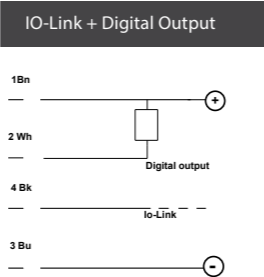 IO-Link + Digital Output
1Bn
+
2 Wh
Digital output
4 Bk
Io-Link
3 Bu
-